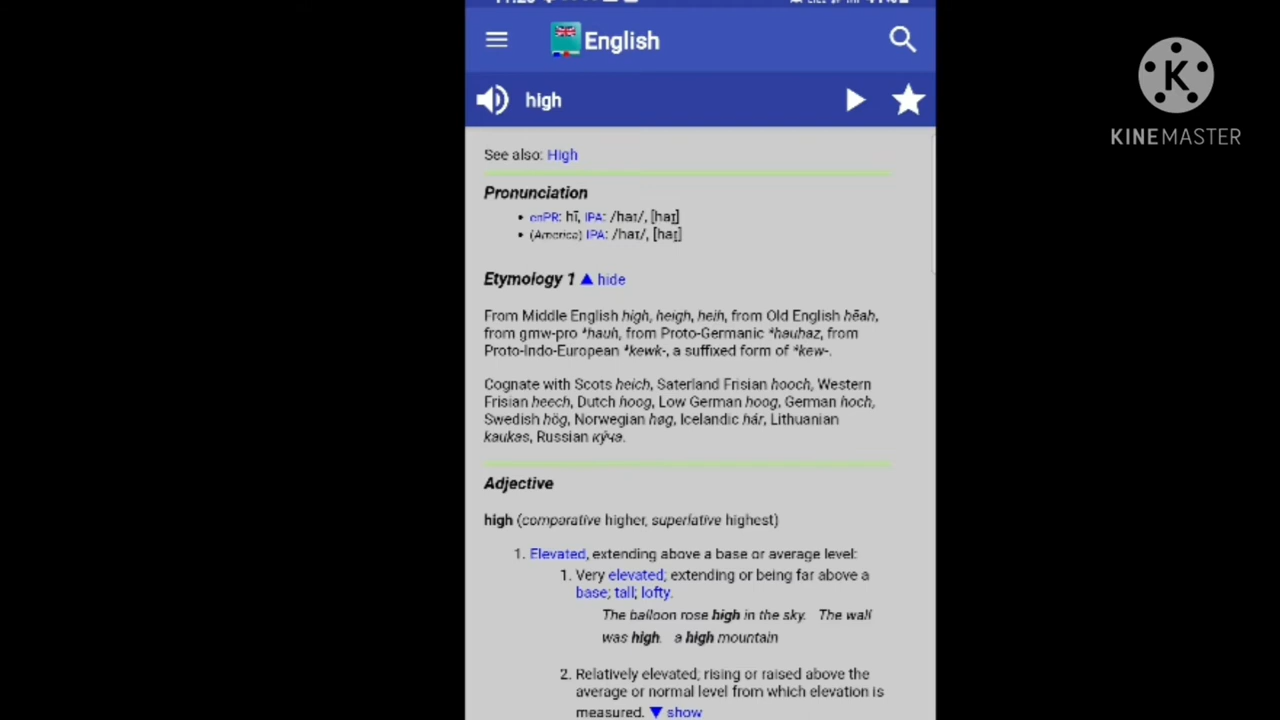 English
KINEMASTER
high
See also: High
Pronunciation
• enPR: hī, IPA: /haɪ/, [haɪ]
• (America) IPA: /haɪ/, [haɪ]
Etymology 1 ▲ hide
From Middle English high, heigh, heih, from Old English hēah,
from gmw-pro *hauh, from Proto-Germanic *hauhaz, from
Proto-Indo-European *kewk-, a suffixed form of *kew-.
Cognate with Scots heich, Saterland Frisian hooch, Western
Frisian heech, Dutch hoog, Low German hoog, German hoch,
Swedish hög, Norwegian høg, Icelandic hár, Lithuanian
kaukas, Russian ку́ча.
Adjective
high (comparative higher, superlative highest)
1. Elevated, extending above a base or average level:
1. Very elevated; extending or being far above a
base; tall; lofty.
The balloon rose high in the sky. The wall
was high. a high mountain
2. Relatively elevated; rising or raised above the
average or normal level from which elevation is
measured. ▼ show